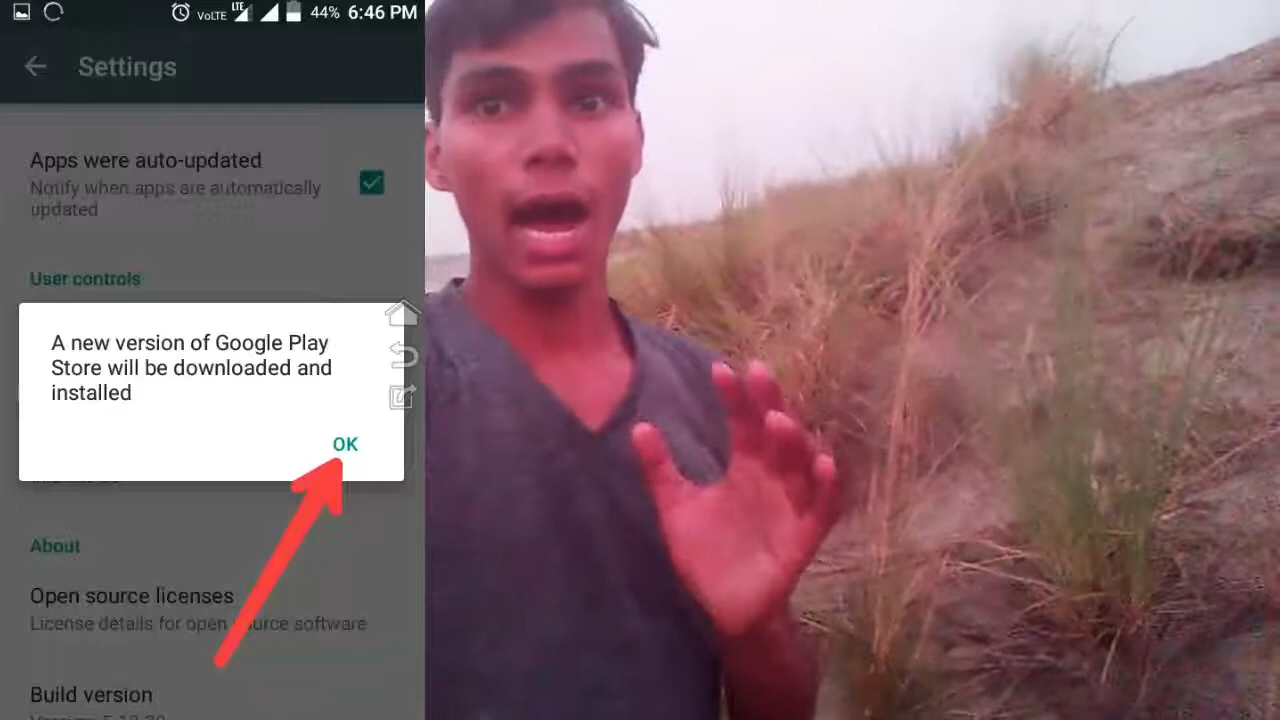 VoLTE LTE 44% 6:46 PM
Settings
Apps were auto-updated
Notify when apps are automatically
updated
User controls
A new version of Google Play
Store will be downloaded and
installed
OK
About
Open source licenses
License details for open source software
Build version